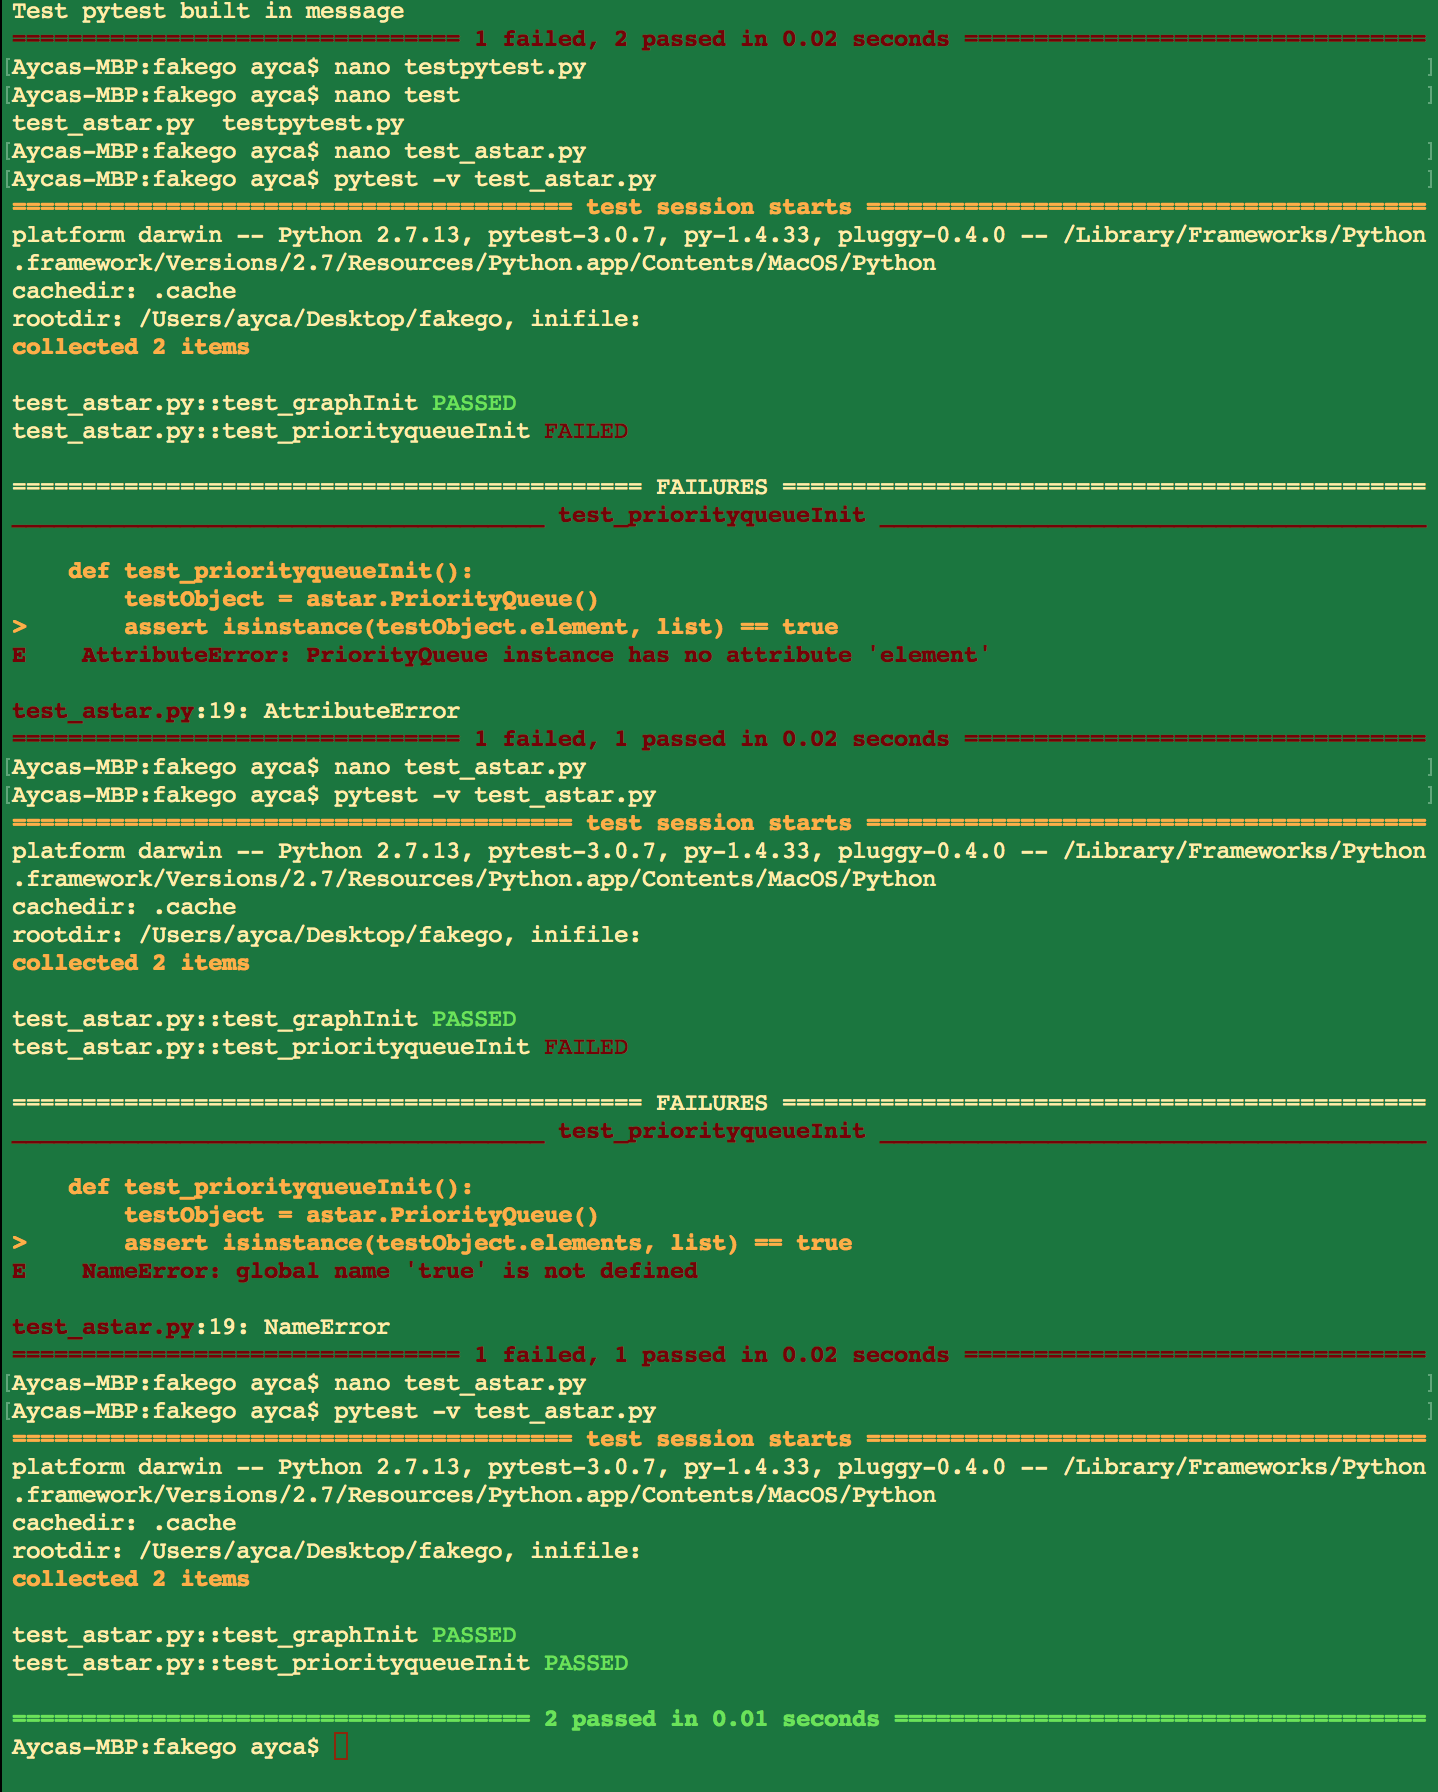 Test pytest built in message
================================ 1 failed, 2 passed in 0.02 seconds =================================
[Aycas-MBP:fakego ayca$ nano testpytest.py ]
[Aycas-MBP:fakego ayca$ nano test ]
test_astar.py  testpytest.py
[Aycas-MBP:fakego ayca$ nano test_astar.py ]
[Aycas-MBP:fakego ayca$ pytest -v test_astar.py ]
======================================== test session starts ========================================
platform darwin -- Python 2.7.13, pytest-3.0.7, py-1.4.33, pluggy-0.4.0 -- /Library/Frameworks/Python
.framework/Versions/2.7/Resources/Python.app/Contents/MacOS/Python
cachedir: .cache
rootdir: /Users/ayca/Desktop/fakego, inifile:
collected 2 items
test_astar.py::test_graphInit PASSED
test_astar.py::test_priorityqueueInit FAILED
============================================= FAILURES ==============================================
______________________________________ test_priorityqueueInit _______________________________________
    def test_priorityqueueInit():
        testObject = astar.PriorityQueue()
>       assert isinstance(testObject.element, list) == true
E    AttributeError: PriorityQueue instance has no attribute 'element'
test_astar.py:19: AttributeError
================================ 1 failed, 1 passed in 0.02 seconds =================================
[Aycas-MBP:fakego ayca$ nano test_astar.py ]
[Aycas-MBP:fakego ayca$ pytest -v test_astar.py ]
======================================== test session starts ========================================
platform darwin -- Python 2.7.13, pytest-3.0.7, py-1.4.33, pluggy-0.4.0 -- /Library/Frameworks/Python
.framework/Versions/2.7/Resources/Python.app/Contents/MacOS/Python
cachedir: .cache
rootdir: /Users/ayca/Desktop/fakego, inifile:
collected 2 items
test_astar.py::test_graphInit PASSED
test_astar.py::test_priorityqueueInit FAILED
============================================= FAILURES ==============================================
______________________________________ test_priorityqueueInit _______________________________________
    def test_priorityqueueInit():
        testObject = astar.PriorityQueue()
>       assert isinstance(testObject.elements, list) == true
E    NameError: global name 'true' is not defined
test_astar.py:19: NameError
================================ 1 failed, 1 passed in 0.02 seconds =================================
[Aycas-MBP:fakego ayca$ nano test_astar.py ]
[Aycas-MBP:fakego ayca$ pytest -v test_astar.py ]
======================================== test session starts ========================================
platform darwin -- Python 2.7.13, pytest-3.0.7, py-1.4.33, pluggy-0.4.0 -- /Library/Frameworks/Python
.framework/Versions/2.7/Resources/Python.app/Contents/MacOS/Python
cachedir: .cache
rootdir: /Users/ayca/Desktop/fakego, inifile:
collected 2 items
test_astar.py::test_graphInit PASSED
test_astar.py::test_priorityqueueInit PASSED
===================================== 2 passed in 0.01 seconds ======================================
Aycas-MBP:fakego ayca$